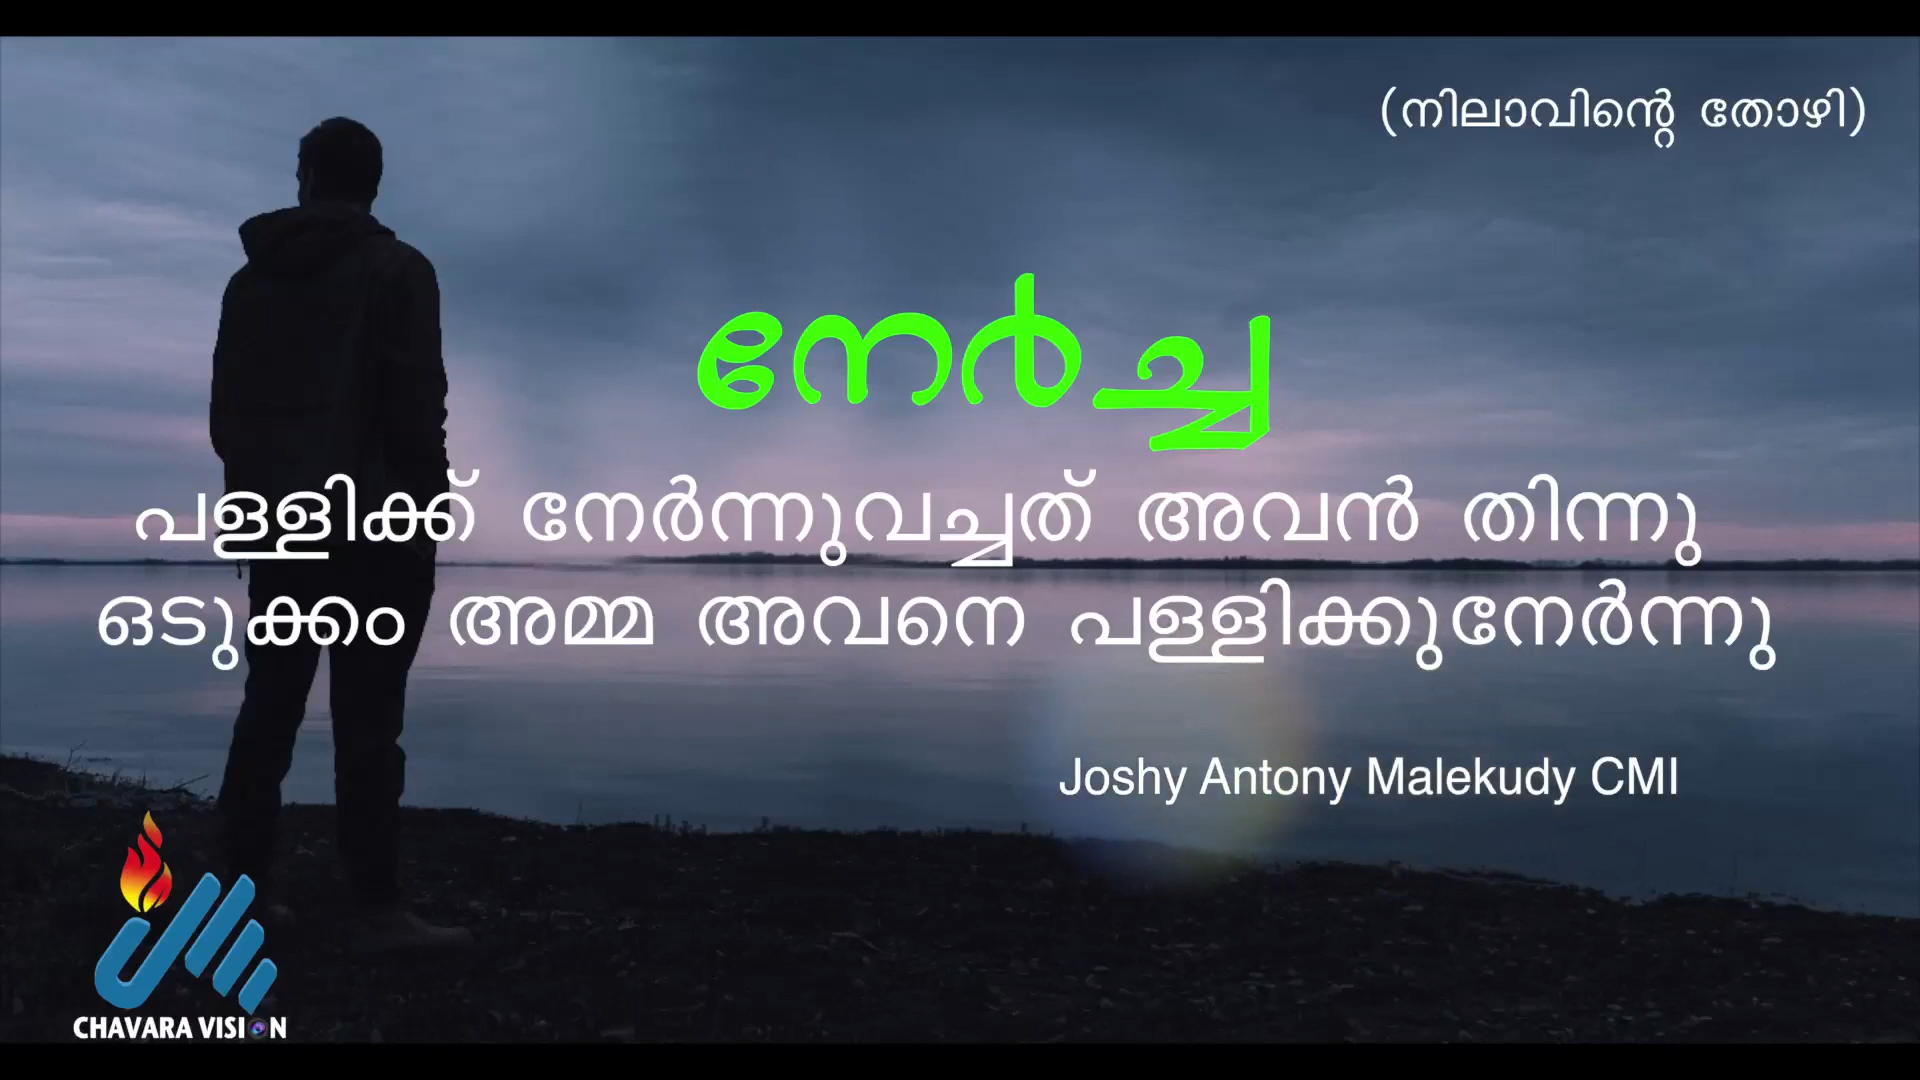 (നിലാവിന്റെ തോഴി)
നേർച്ച
പള്ളിക്ക് നേർന്നുവച്ചത് അവൻ തിന്നു
ഒടുക്കം അമ്മ അവനെ പള്ളിക്കുനേർന്നു
Joshy Antony Malekudy CMI
CHAVARA VISION